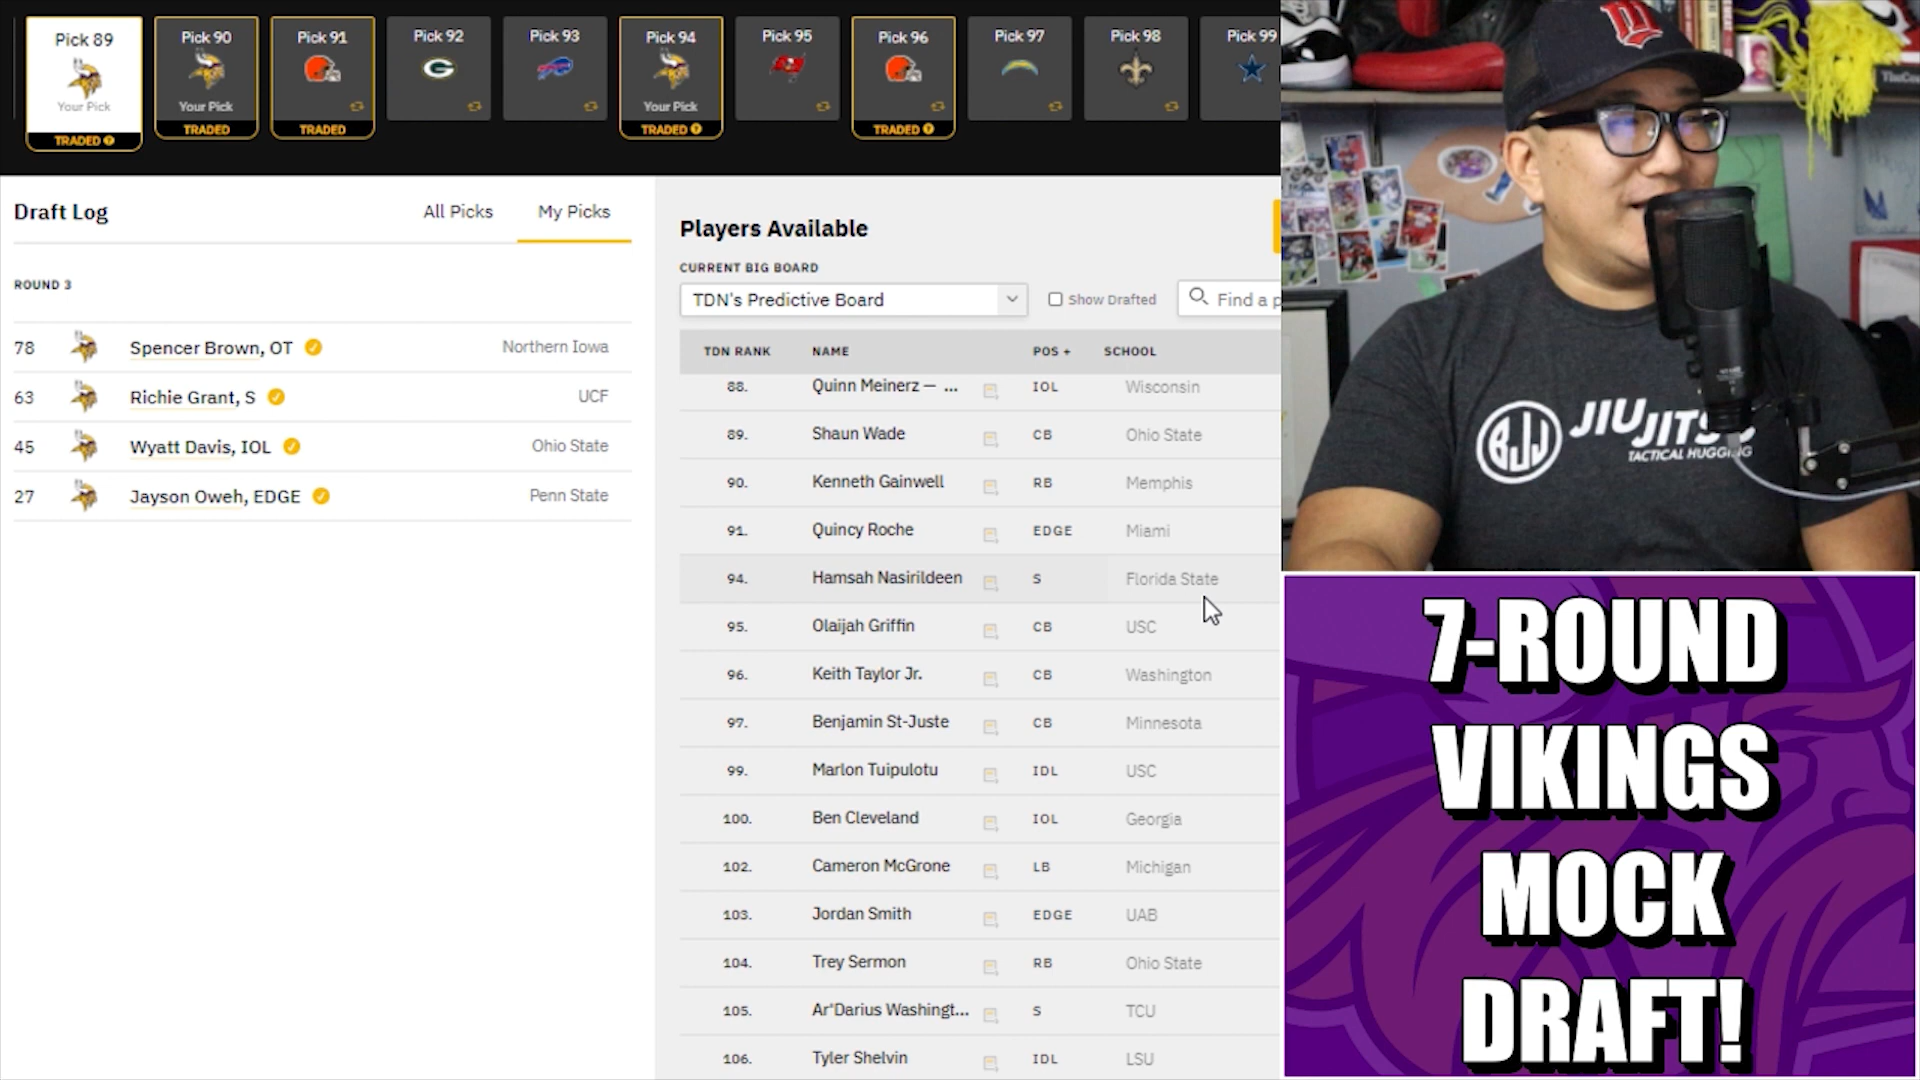 Pick 89
Your Pick
TRADED
Pick 90
Your Pick
TRADED
Pick 91
TRADED
Pick 92
Pick 93
Pick 94
Your Pick
TRADED
Pick 95
Pick 96
TRADED
Pick 97
Pick 98
Pick 99
Draft Log
All Picks
My Picks
ROUND 3
78 Spencer Brown, OT Northern Iowa
63 Richie Grant, S UCF
45 Wyatt Davis, IOL Ohio State
27 Jayson Oweh, EDGE Penn State
Players Available
CURRENT BIG BOARD
TDN's Predictive Board
Show Drafted
Find a p
TDN RANK NAME POS + SCHOOL
88. Quinn Meinerz — ... IOL Wisconsin
89. Shaun Wade CB Ohio State
90. Kenneth Gainwell RB Memphis
91. Quincy Roche EDGE Miami
94. Hamsah Nasirildeen S Florida State
95. Olaijah Griffin CB USC
96. Keith Taylor Jr. CB Washington
97. Benjamin St-Juste CB Minnesota
99. Marlon Tuipulotu IDL USC
100. Ben Cleveland IOL Georgia
102. Cameron McGrone LB Michigan
103. Jordan Smith EDGE UAB
104. Trey Sermon RB Ohio State
105. Ar'Darius Washingt... S TCU
106. Tyler Shelvin IDL LSU
BJJ
JIU
JITS
TACTICAL HUGGING
7-ROUND
VIKINGS
MOCK
DRAFT!